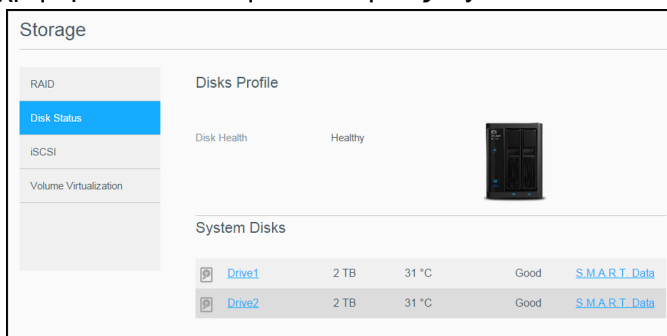 Storage
RAID
Disk Status
iSCSI
Volume Virtualization
Disks Profile
Disk Health Healthy
System Disks
Drive1 2 TB 31 °C Good S.M.A.R.T. Data
Drive2 2 TB 31 °C Good S.M.A.R.T. Data